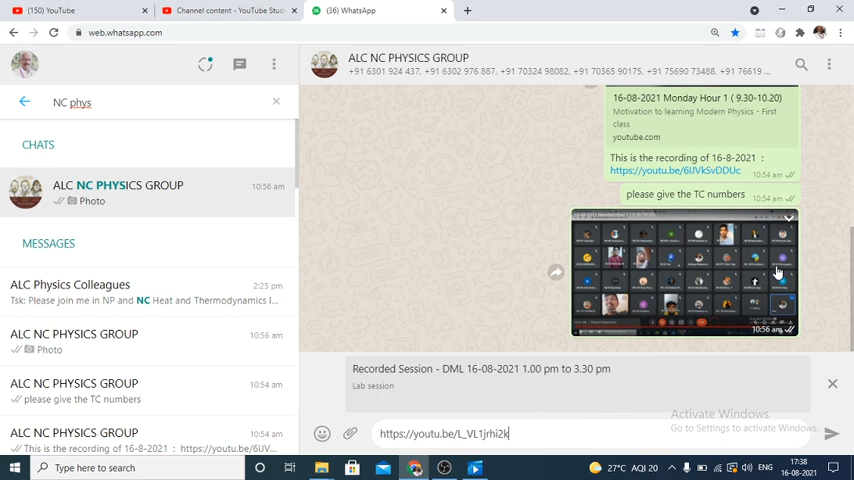 (150) YouTube
Channel content - YouTube Stud
(36) WhatsApp
web.whatsapp.com
ALC NC PHYSICS GROUP
+91 6301 924 437, +91 6302 976 887, +91 70324 98082, +91 70365 90175, +91 75690 73488, +91 76619 ...
NC phys
CHATS
ALC NC PHYSICS GROUP
10:56 am
Photo
MESSAGES
ALC Physics Colleagues
2:25 pm
Tsk: Please join me in NP and NC Heat and Thermodynamics l...
ALC NC PHYSICS GROUP
10:56 am
Photo
ALC NC PHYSICS GROUP
10:54 am
please give the TC numbers
ALC NC PHYSICS GROUP
10:54 am
This is the recording of 16-8-2021 : https://youtu.be/6IJV...
16-08-2021 Monday Hour 1 ( 9.30-10.20)
Motivation to learning Modern Physics - First
class
youtube.com
This is the recording of 16-8-2021 :
https://youtu.be/6IJVkSvDDUc
10:54 am
please give the TC numbers
10:54 am
10:56 am
Recorded Session - DML 16-08-2021 1.00 pm to 3.30 pm
Lab session
https://youtu.be/L_VL1jrhi2k
Activate Windows
Go to Settings to activate Windows.
Type here to search
27°C AQI 20
ENG
17:38
16-08-2021